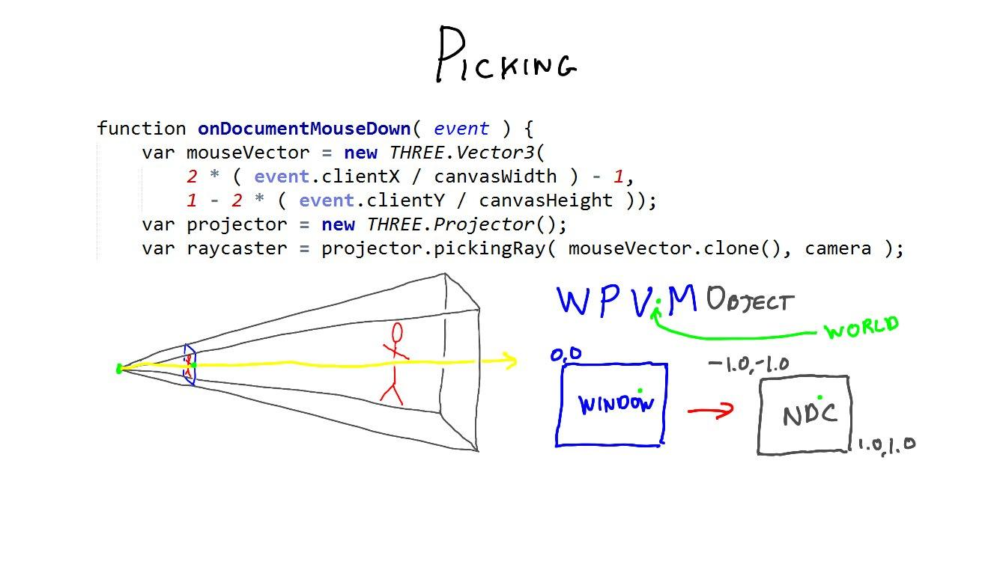 PICKING
function onDocumentMouseDown( event ) {
var mouseVector = new THREE.Vector3(
2 * ( event.clientX / canvasWidth ) - 1,
1 - 2 * ( event.clientY / canvasHeight ));
var projector = new THREE.Projector();
var raycaster = projector.pickingRay( mouseVector.clone(), camera );
W P V M OBJECT
WORLD
0,0
-1.0,-1.0
WINDOW
NDC
1.0,1.0